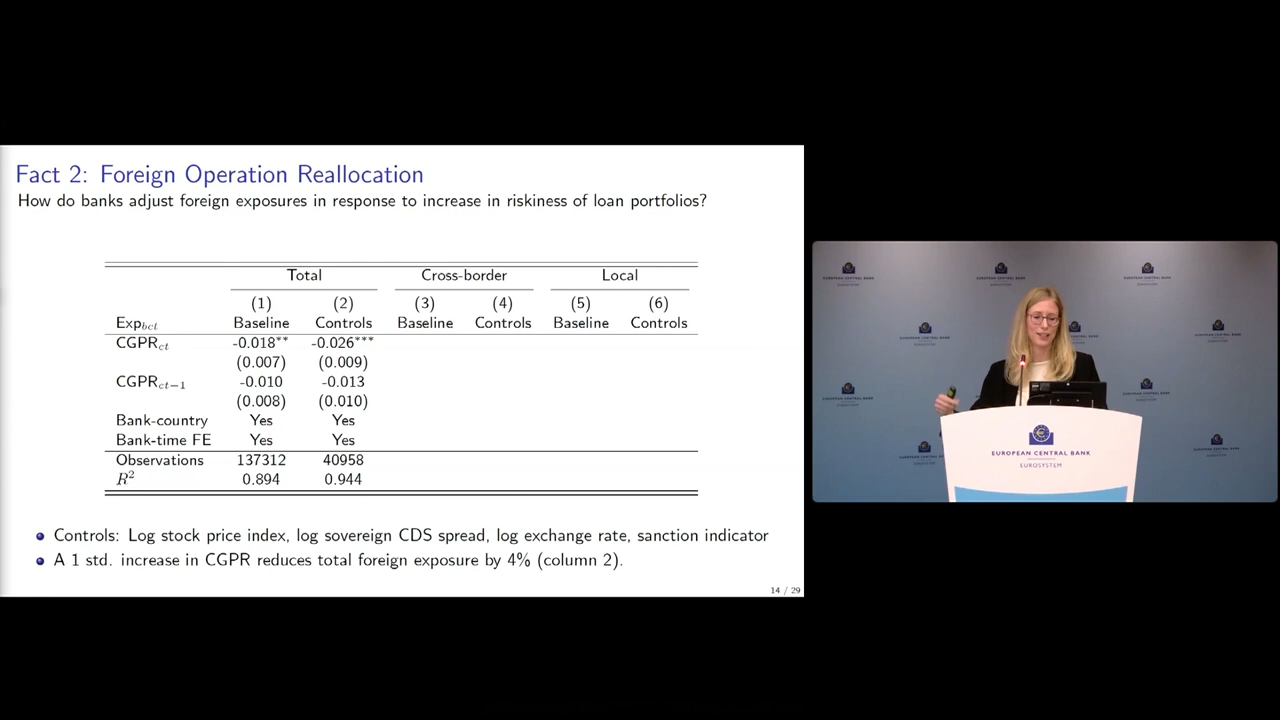 Fact 2: Foreign Operation Reallocation
How do banks adjust foreign exposures in response to increase in riskiness of loan portfolios?
Total Cross-border Local
(1) (2) (3) (4) (5) (6)
Exp_bct Baseline Controls Baseline Controls Baseline Controls
CGPR_ct -0.018** -0.026***
(0.007) (0.009)
CGPR_ct−1 -0.010 -0.013
(0.008) (0.010)
Bank-country Yes Yes
Bank-time FE Yes Yes
Observations 137312 40958
R² 0.894 0.944
Controls: Log stock price index, log sovereign CDS spread, log exchange rate, sanction indicator
A 1 std. increase in CGPR reduces total foreign exposure by 4% (column 2).
14 / 29
EUROPEAN CENTRAL BANK
EUROSYSTEM